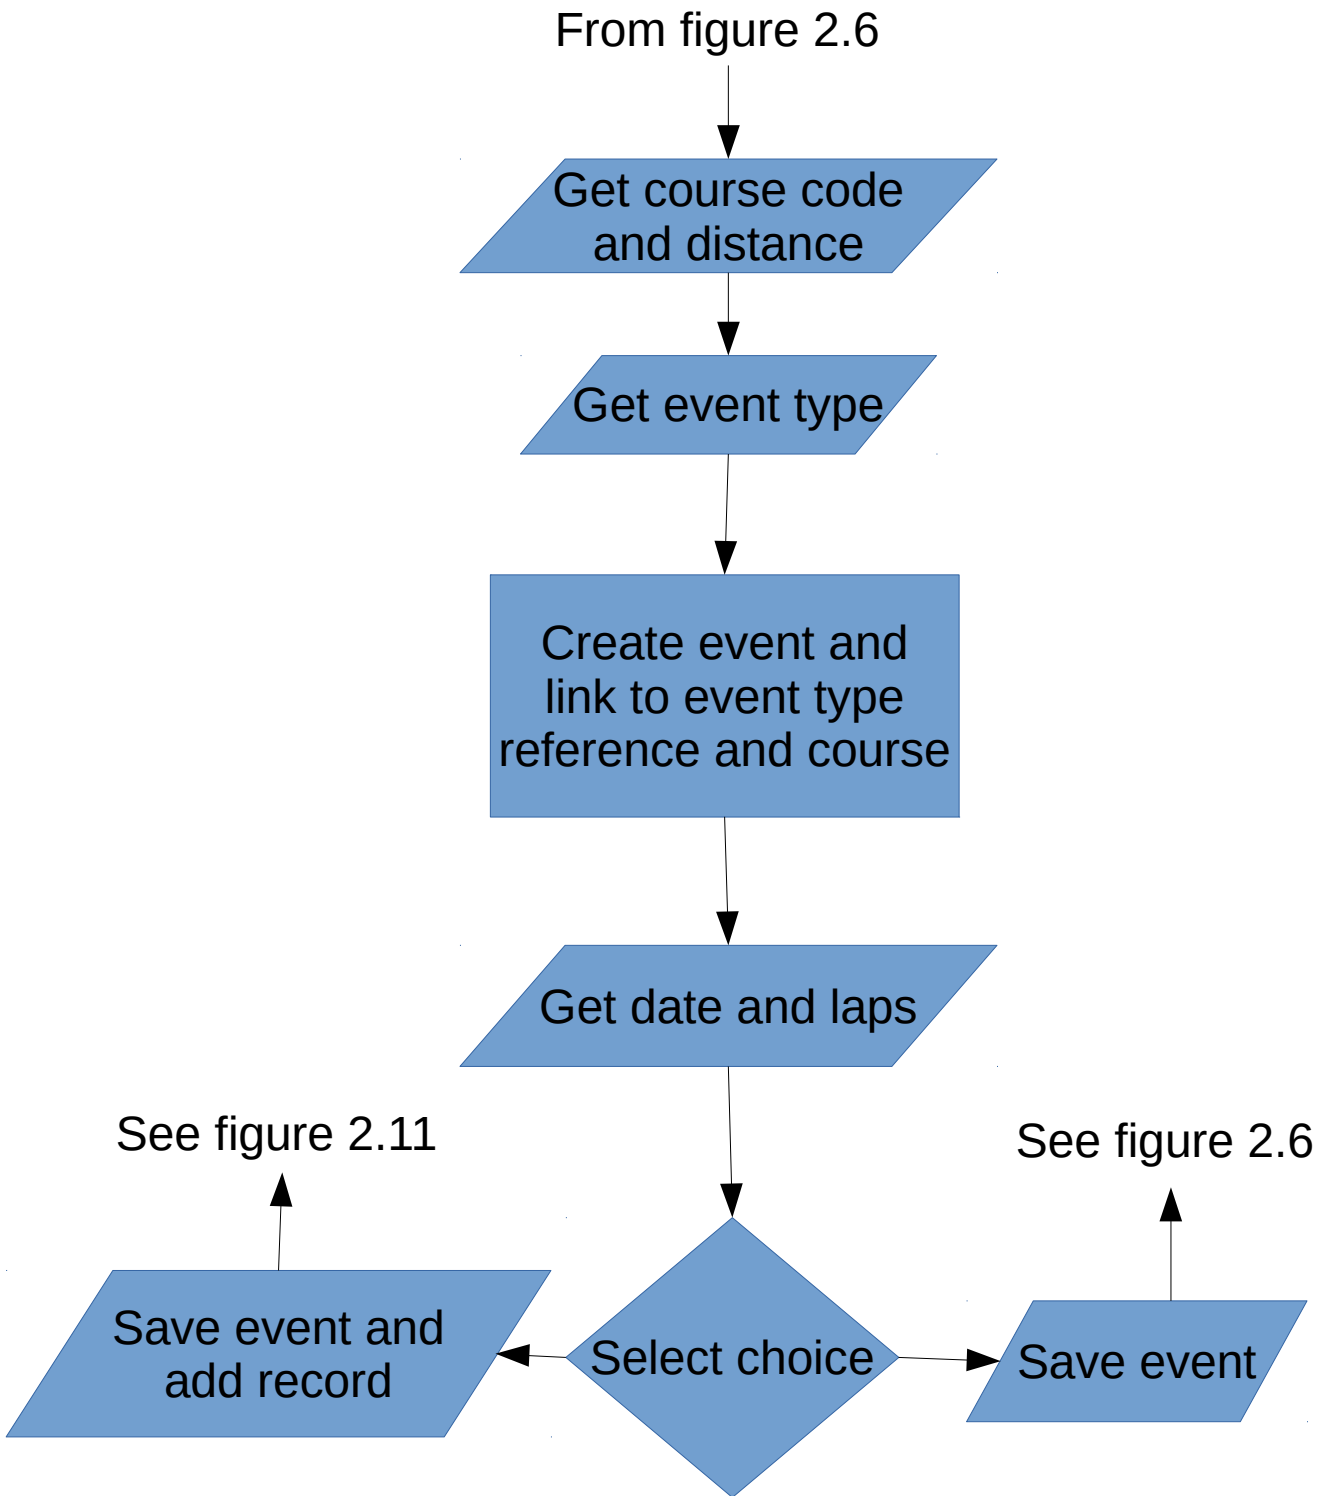 From figure 2.6
Get course code
and distance
Get event type
Create event and
link to event type
reference and course
Get date and laps
See figure 2.11
See figure 2.6
Save event and
add record
Select choice
Save event